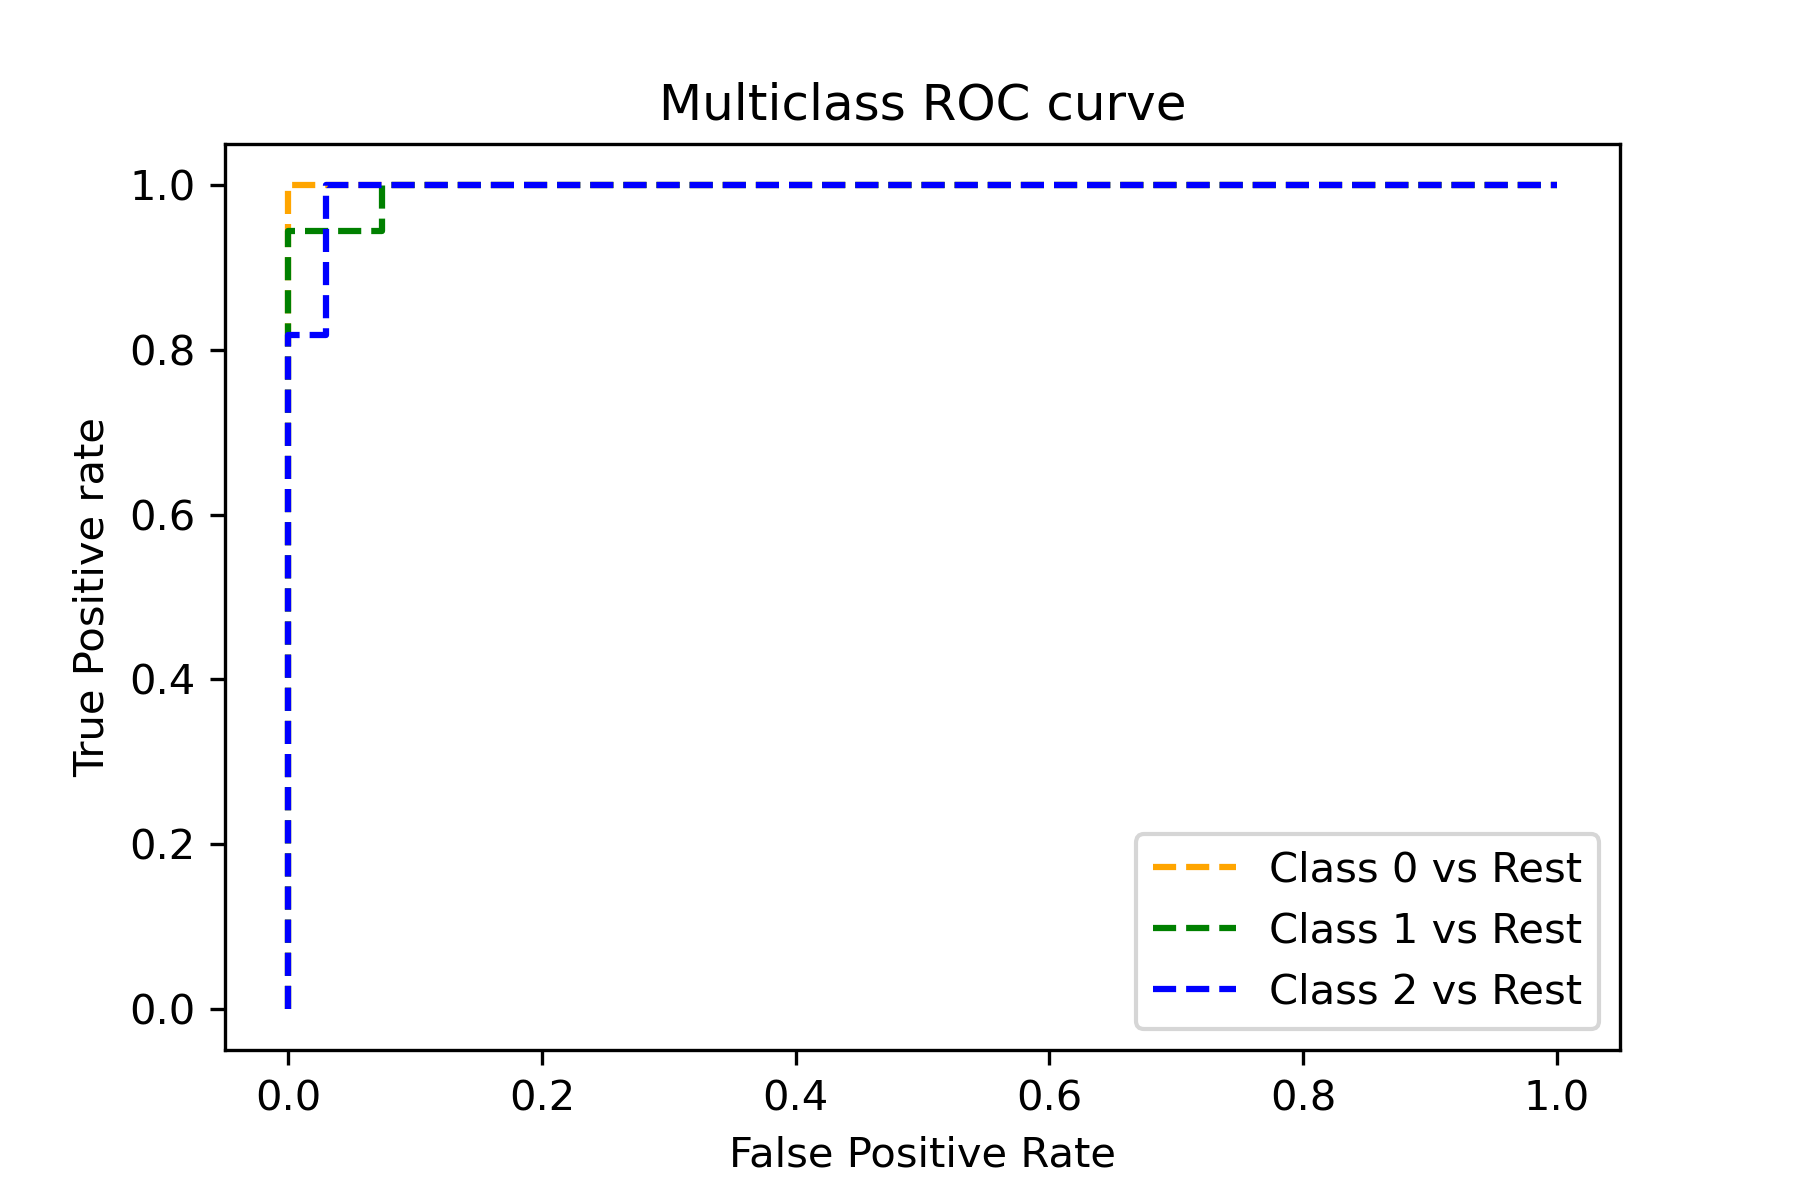 Multiclass ROC curve
1.0
0.8
0.6
0.4
0.2
0.0
True Positive rate
0.0 0.2 0.4 0.6 0.8 1.0
False Positive Rate
Class 0 vs Rest
Class 1 vs Rest
Class 2 vs Rest